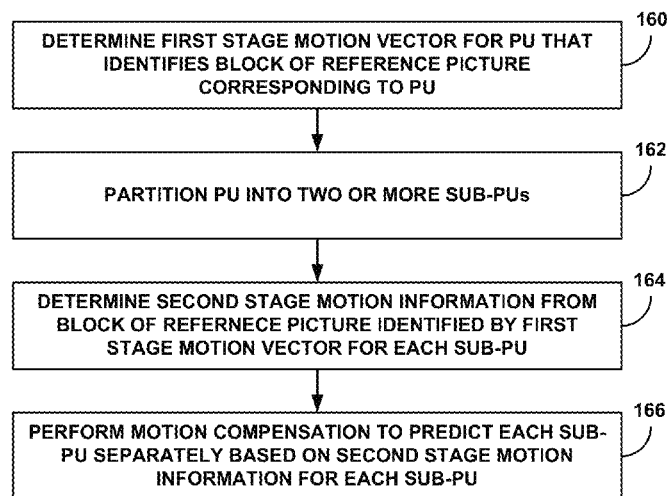 160
DETERMINE FIRST STAGE MOTION VECTOR FOR PU THAT
IDENTIFIES BLOCK OF REFERENCE PICTURE
CORRESPONDING TO PU
162
PARTITION PU INTO TWO OR MORE SUB-PUs
164
DETERMINE SECOND STAGE MOTION INFORMATION FROM
BLOCK OF REFERNECE PICTURE IDENTIFIED BY FIRST
STAGE MOTION VECTOR FOR EACH SUB-PU
166
PERFORM MOTION COMPENSATION TO PREDICT EACH SUB-
PU SEPARATELY BASED ON SECOND STAGE MOTION
INFORMATION FOR EACH SUB-PU